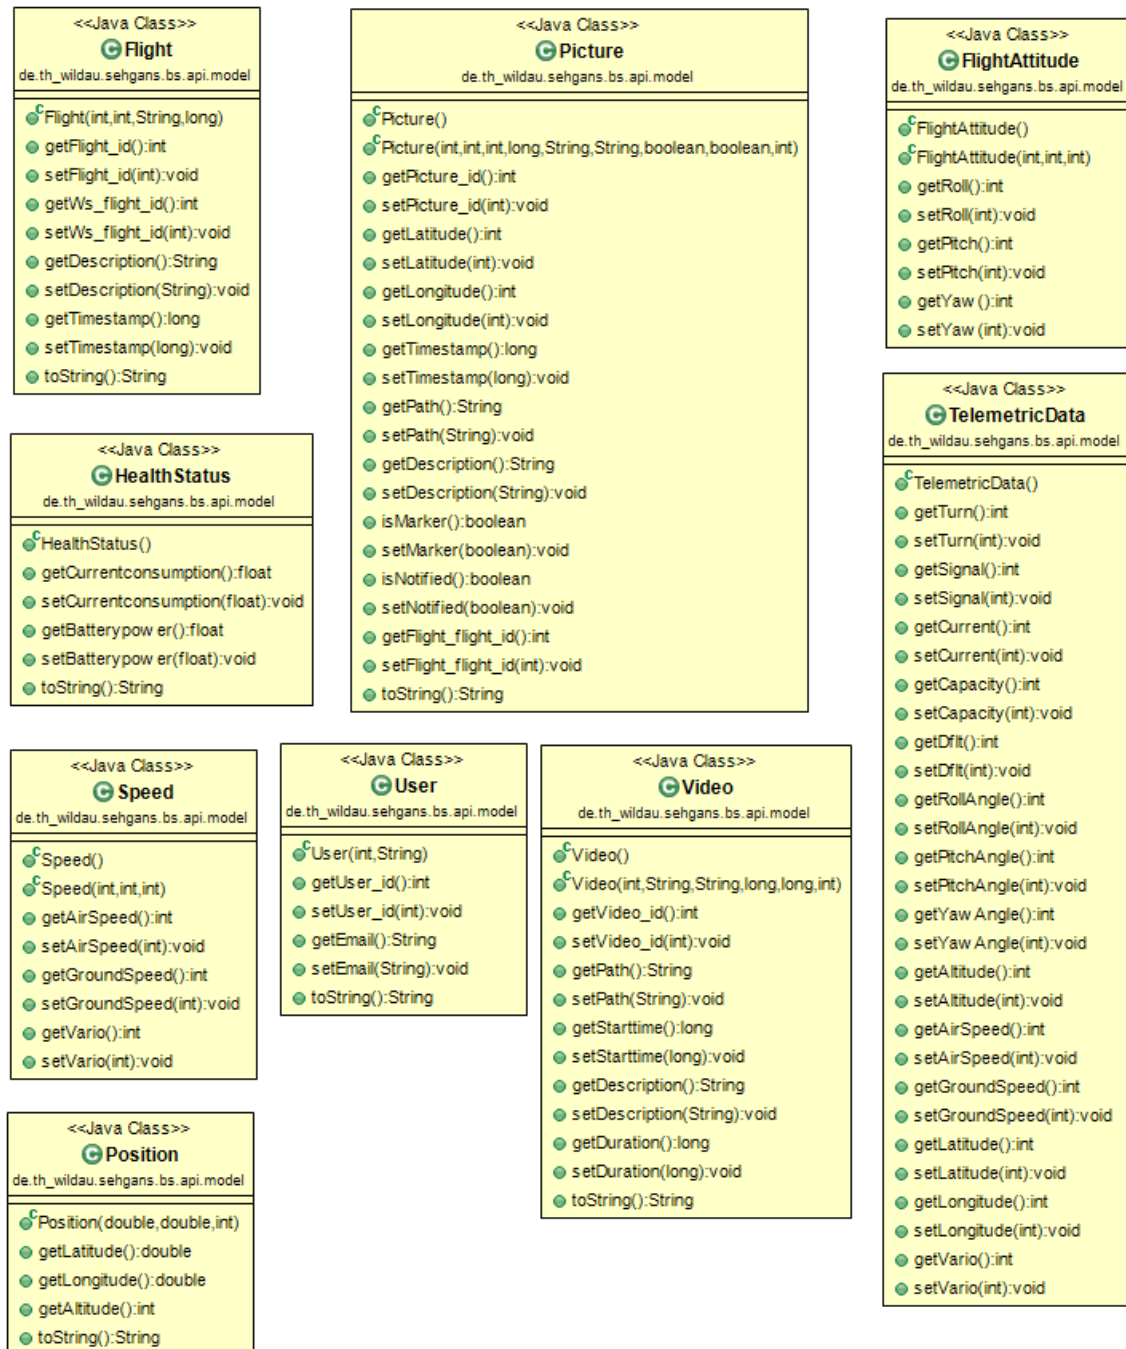 <<Java Class>>
Flight
de.th_wildau.sehgans.bs.api.model
Flight(int,int,String,long)
getFlight_id():int
setFlight_id(int):void
getWs_flight_id():int
setWs_flight_id(int):void
getDescription():String
setDescription(String):void
getTimestamp():long
setTimestamp(long):void
toString():String
<<Java Class>>
Picture
de.th_wildau.sehgans.bs.api.model
Picture()
Picture(int,int,int,long,String,String,boolean,boolean,int)
getPicture_id():int
setPicture_id(int):void
getLatitude():int
setLatitude(int):void
getLongitude():int
setLongitude(int):void
getTimestamp():long
setTimestamp(long):void
getPath():String
setPath(String):void
getDescription():String
setDescription(String):void
isMarker():boolean
setMarker(boolean):void
isNotified():boolean
setNotified(boolean):void
getFlight_flight_id():int
setFlight_flight_id(int):void
toString():String
<<Java Class>>
FlightAttitude
de.th_wildau.sehgans.bs.api.model
FlightAttitude()
FlightAttitude(int,int,int)
getRoll():int
setRoll(int):void
getPitch():int
setPitch(int):void
getYaw():int
setYaw(int):void
<<Java Class>>
HealthStatus
de.th_wildau.sehgans.bs.api.model
HealthStatus()
getCurrentconsumption():float
setCurrentconsumption(float):void
getBatterypower():float
setBatterypower(float):void
toString():String
<<Java Class>>
TelemetricData
de.th_wildau.sehgans.bs.api.model
TelemetricData()
getTurn():int
setTurn(int):void
getSignal():int
setSignal(int):void
getCurrent():int
setCurrent(int):void
getCapacity():int
setCapacity(int):void
getDflt():int
setDflt(int):void
getRollAngle():int
setRollAngle(int):void
getPitchAngle():int
setPitchAngle(int):void
getYawAngle():int
setYawAngle(int):void
getAltitude():int
setAltitude(int):void
getAirSpeed():int
setAirSpeed(int):void
getGroundSpeed():int
setGroundSpeed(int):void
getLatitude():int
setLatitude(int):void
getLongitude():int
setLongitude(int):void
getVario():int
setVario(int):void
<<Java Class>>
Speed
de.th_wildau.sehgans.bs.api.model
Speed()
Speed(int,int,int)
getAirSpeed():int
setAirSpeed(int):void
getGroundSpeed():int
setGroundSpeed(int):void
getVario():int
setVario(int):void
<<Java Class>>
User
de.th_wildau.sehgans.bs.api.model
User(int,String)
getUser_id():int
setUser_id(int):void
getEmail():String
setEmail(String):void
toString():String
<<Java Class>>
Video
de.th_wildau.sehgans.bs.api.model
Video()
Video(int,String,String,long,long,int)
getVideo_id():int
setVideo_id(int):void
getPath():String
setPath(String):void
getStarttime():long
setStarttime(long):void
getDescription():String
setDescription(String):void
getDuration():long
setDuration(long):void
toString():String
<<Java Class>>
Position
de.th_wildau.sehgans.bs.api.model
Position(double,double,int)
getLatitude():double
getLongitude():double
getAltitude():int
toString():String